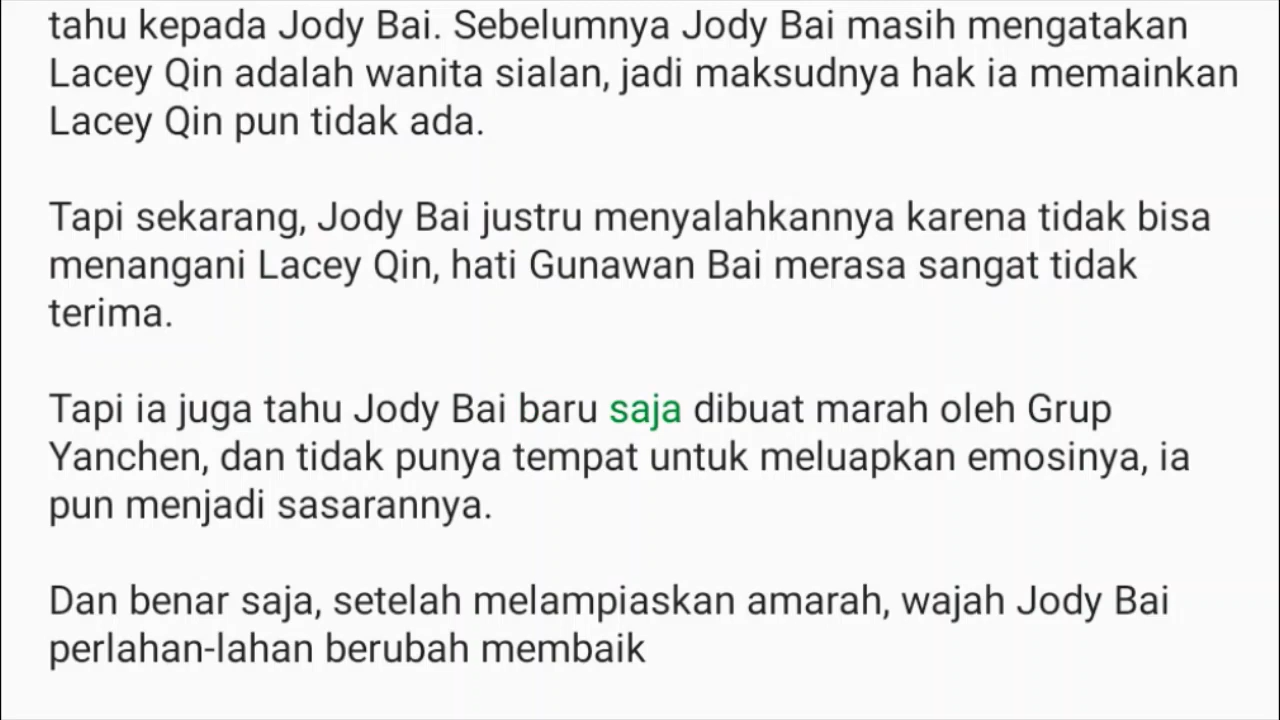 tahu kepada Jody Bai. Sebelumnya Jody Bai masih mengatakan
Lacey Qin adalah wanita sialan, jadi maksudnya hak ia memainkan
Lacey Qin pun tidak ada.
Tapi sekarang, Jody Bai justru menyalahkannya karena tidak bisa
menangani Lacey Qin, hati Gunawan Bai merasa sangat tidak
terima.
Tapi ia juga tahu Jody Bai baru saja dibuat marah oleh Grup
Yanchen, dan tidak punya tempat untuk meluapkan emosinya, ia
pun menjadi sasarannya.
Dan benar saja, setelah melampiaskan amarah, wajah Jody Bai
perlahan-lahan berubah membaik